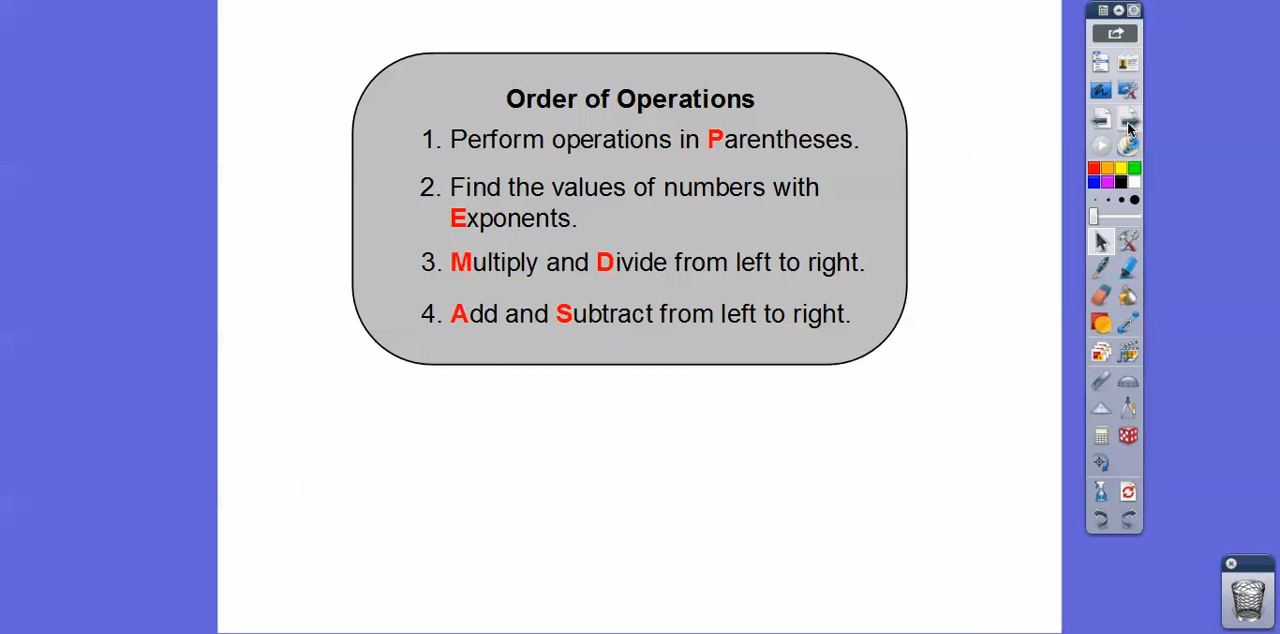 Order of Operations
1. Perform operations in Parentheses.
2. Find the values of numbers with
Exponents.
3. Multiply and Divide from left to right.
4. Add and Subtract from left to right.